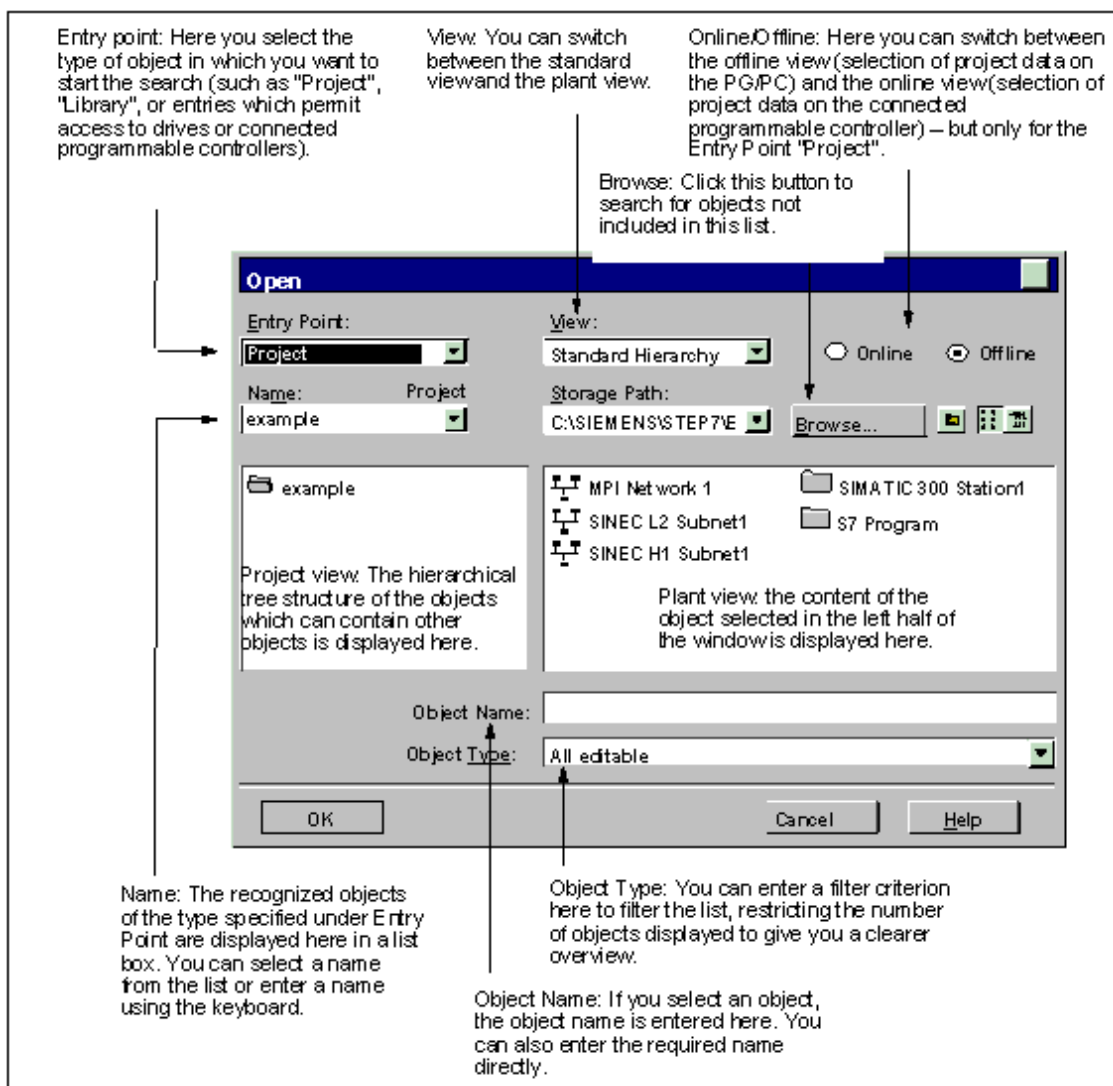 Entry point: Here you select the
type of object in which you want to
start the search (such as "Project",
"Library", or entries which permit
access to drives or connected
programmable controllers).
View: You can switch
between the standard
viewand the plant view.
Online/Offline: Here you can switch between
the offline view (selection of project data on
the PG/PC) and the online view (selection of
project data on the connected
programmable controller) – but only for the
Entry Point "Project".
Browse: Click this button to
search for objects not
included in this list.
Open
Entry Point:
View:
Project
Standard Hierarchy
Online
Offline
Name:
Project
Storage Path:
example
C:\SIEMENS\STEP7\E
Browse...
example
MPI Network 1
SIMATIC 300 Station1
SINEC L2 Subnet1
S7 Program
SINEC H1 Subnet1
Project view: The hierarchical
tree structure of the objects
which can contain other
objects is displayed here.
Plant view: the content of the
object selected in the left half of
the window is displayed here.
Object Name:
Object Type:
All editable
OK
Cancel
Help
Name: The recognized objects
of the type specified under Entry
Point are displayed here in a list
box. You can select a name
from the list or enter a name
using the keyboard.
Object Type: You can enter a filter criterion
here to filter the list, restricting the number
of objects displayed to give you a clearer
overview.
Object Name: If you select an object,
the object name is entered here. You
can also enter the required name
directly.